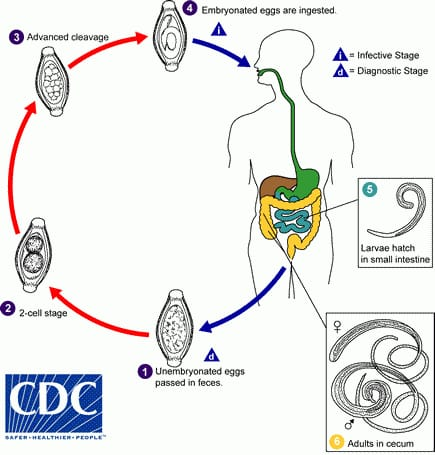 4 Embryonated eggs are ingested.
3 Advanced cleavage
i
i = Infective Stage
d = Diagnostic Stage
5
Larvae hatch
in small intestine
2 2-cell stage
d
1 Unembryonated eggs
passed in feces.
♀
♂
6 Adults in cecum
CDC
SAFER • HEALTHIER • PEOPLE™